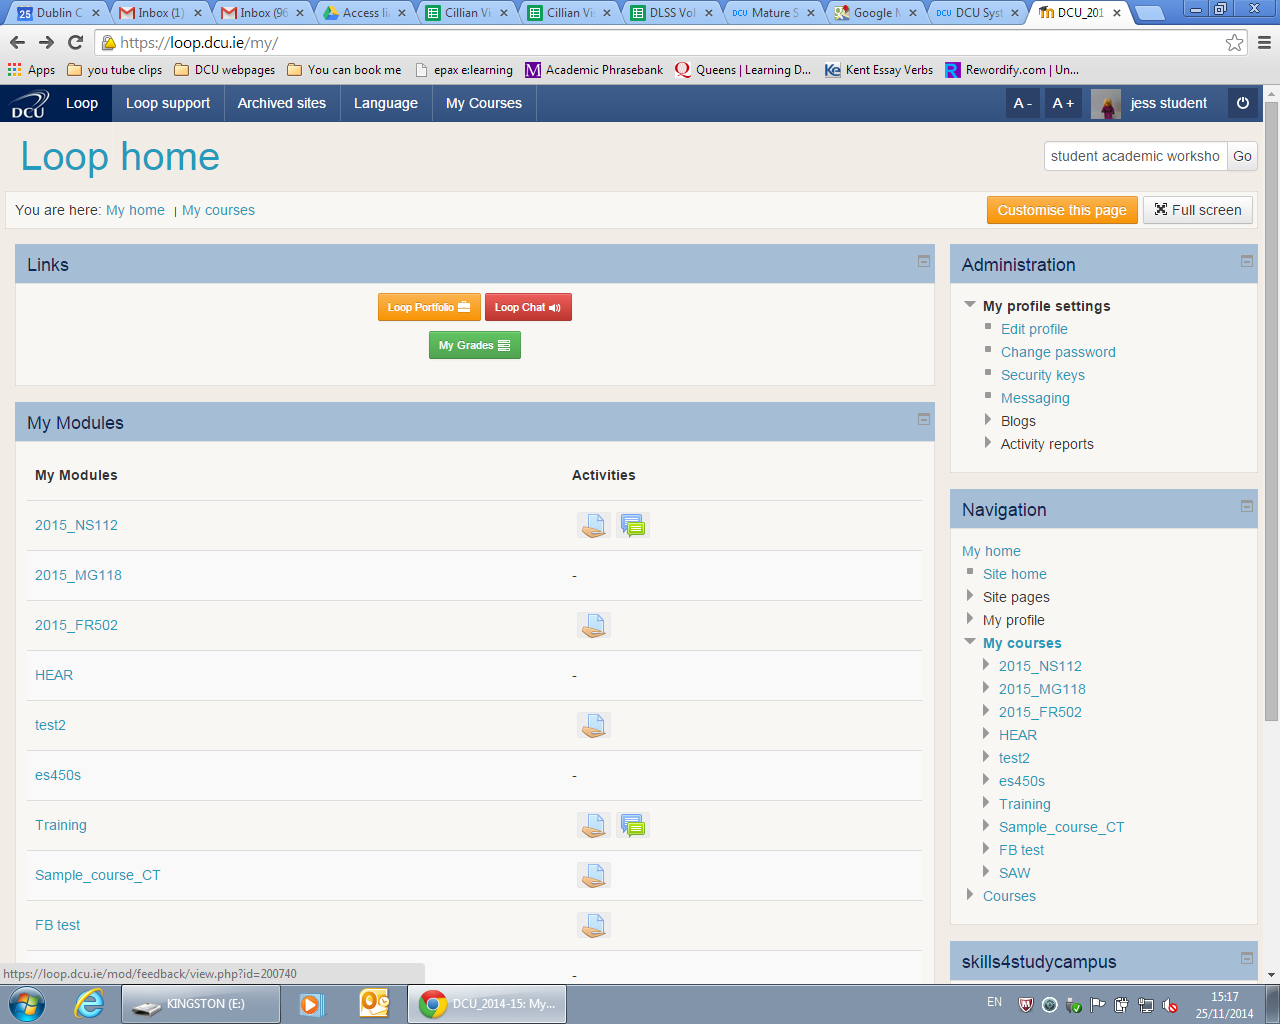 25 Dublin C
Inbox (1)
Inbox (96
Access li
Cillian Vi
Cillian Vis
DLSS Vol
DCU Mature S
Google M
DCU DCU Syst
DCU_201
https://loop.dcu.ie/my/
Apps you tube clips DCU webpages You can book me epax e:learning M Academic Phrasebank Q Queens | Learning D... Ke Kent Essay Verbs R Rewordify.com | Un...
DCU Loop Loop support Archived sites Language My Courses A - A + jess student
Loop home
student academic worksho Go
You are here: My home | My courses
Customise this page Full screen
Links
Loop Portfolio Loop Chat
My Grades
My Modules
My Modules Activities
2015_NS112
2015_MG118 -
2015_FR502
HEAR -
test2
es450s -
Training
Sample_course_CT
FB test
-
Administration
My profile settings
Edit profile
Change password
Security keys
Messaging
Blogs
Activity reports
Navigation
My home
Site home
Site pages
My profile
My courses
2015_NS112
2015_MG118
2015_FR502
HEAR
test2
es450s
Training
Sample_course_CT
FB test
SAW
Courses
skills4studycampus
https://loop.dcu.ie/mod/feedback/view.php?id=200740
KINGSTON (E:)
DCU_2014-15: My...
EN
15:17
25/11/2014